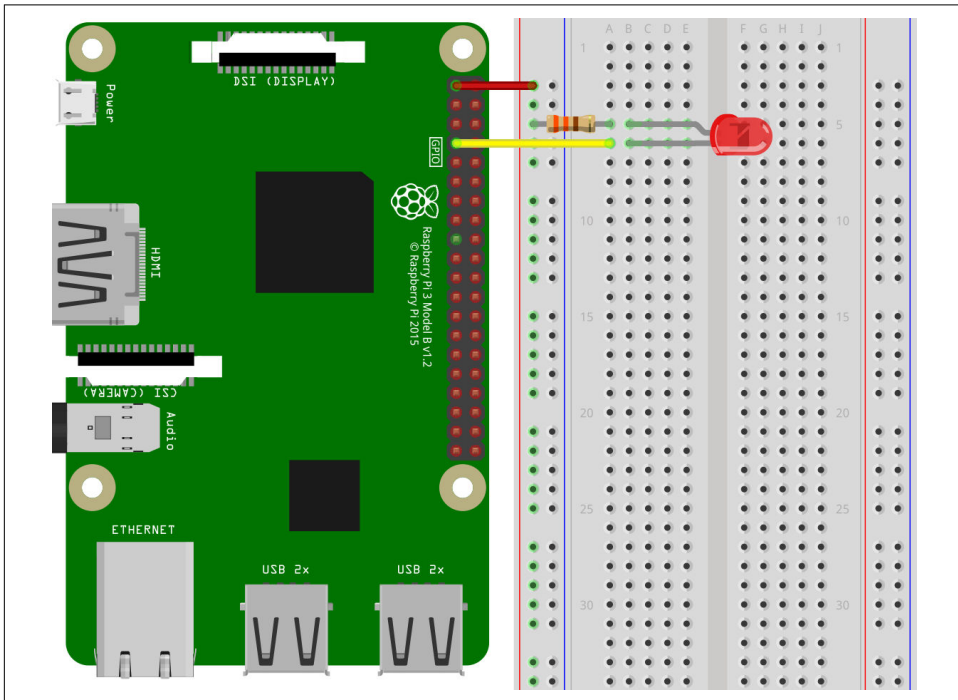 DSI (DISPLAY)
Power
A B C D E
F G H I J
1
1
5
5
GPIO
HDMI
Raspberry Pi 3 Model B v1.2
© Raspberry Pi 2015
10
10
15
15
CSI (CAMERA)
Audio
20
20
25
25
ETHERNET
USB 2x
USB 2x
30
30